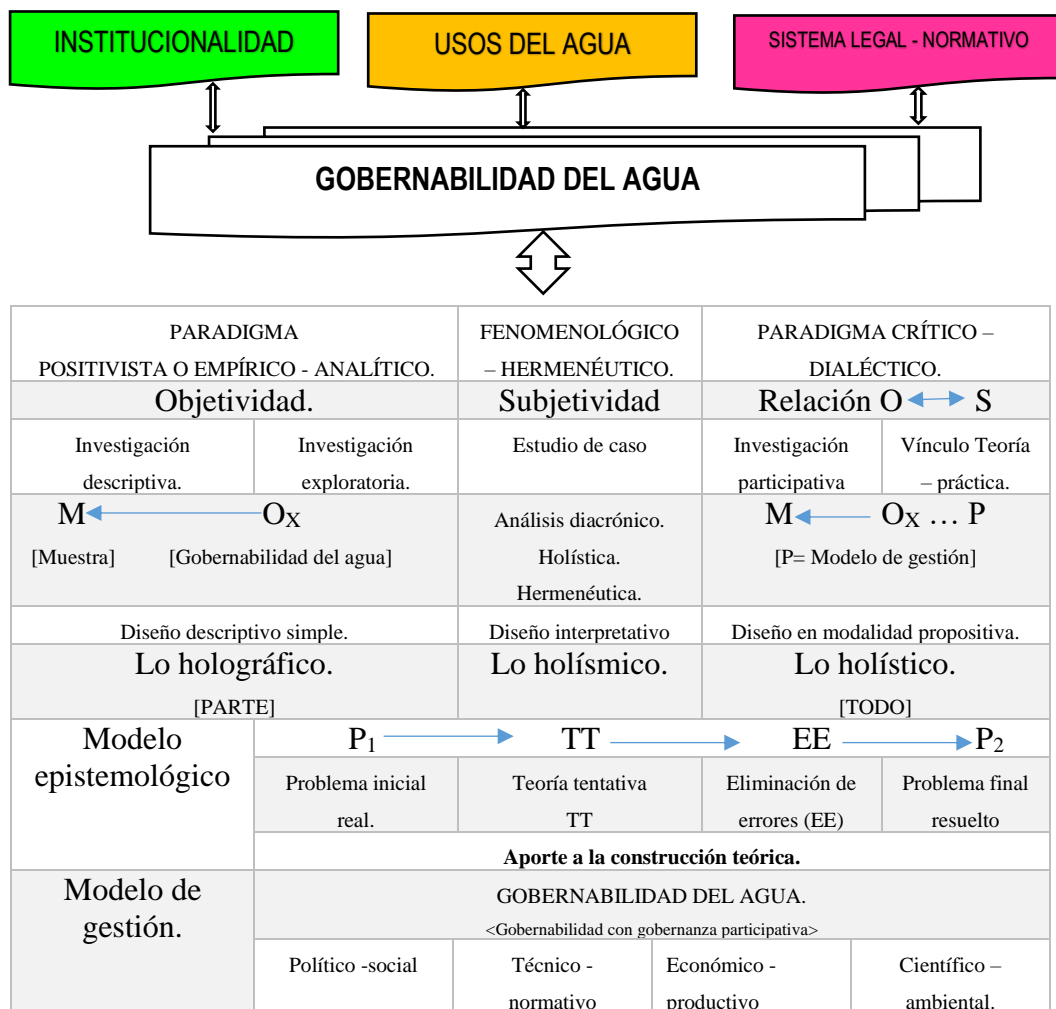 INSTITUCIONALIDAD
USOS DEL AGUA
SISTEMA LEGAL - NORMATIVO
GOBERNABILIDAD DEL AGUA
PARADIGMA
POSITIVISTA O EMPÍRICO - ANALÍTICO.
FENOMENOLÓGICO
– HERMENÉUTICO.
PARADIGMA CRÍTICO –
DIALÉCTICO.
Objetividad.
Subjetividad
Relación O S
Investigación
descriptiva.
Investigación
exploratoria.
Estudio de caso
Investigación
participativa
Vínculo Teoría
– práctica.
M OX
[Muestra] [Gobernabilidad del agua]
Análisis diacrónico.
Holística.
Hermenéutica.
M OX … P
[P= Modelo de gestión]
Diseño descriptivo simple.
Diseño interpretativo
Diseño en modalidad propositiva.
Lo holográfico.
[PARTE]
Lo holísmico.
Lo holístico.
[TODO]
Modelo
epistemológico
P1 TT EE P2
Problema inicial
real.
Teoría tentativa
TT
Eliminación de
errores (EE)
Problema final
resuelto
Aporte a la construcción teórica.
Modelo de
gestión.
GOBERNABILIDAD DEL AGUA.
<Gobernabilidad con gobernanza participativa>
Político -social
Técnico -
normativo
Económico -
productivo
Científico –
ambiental.